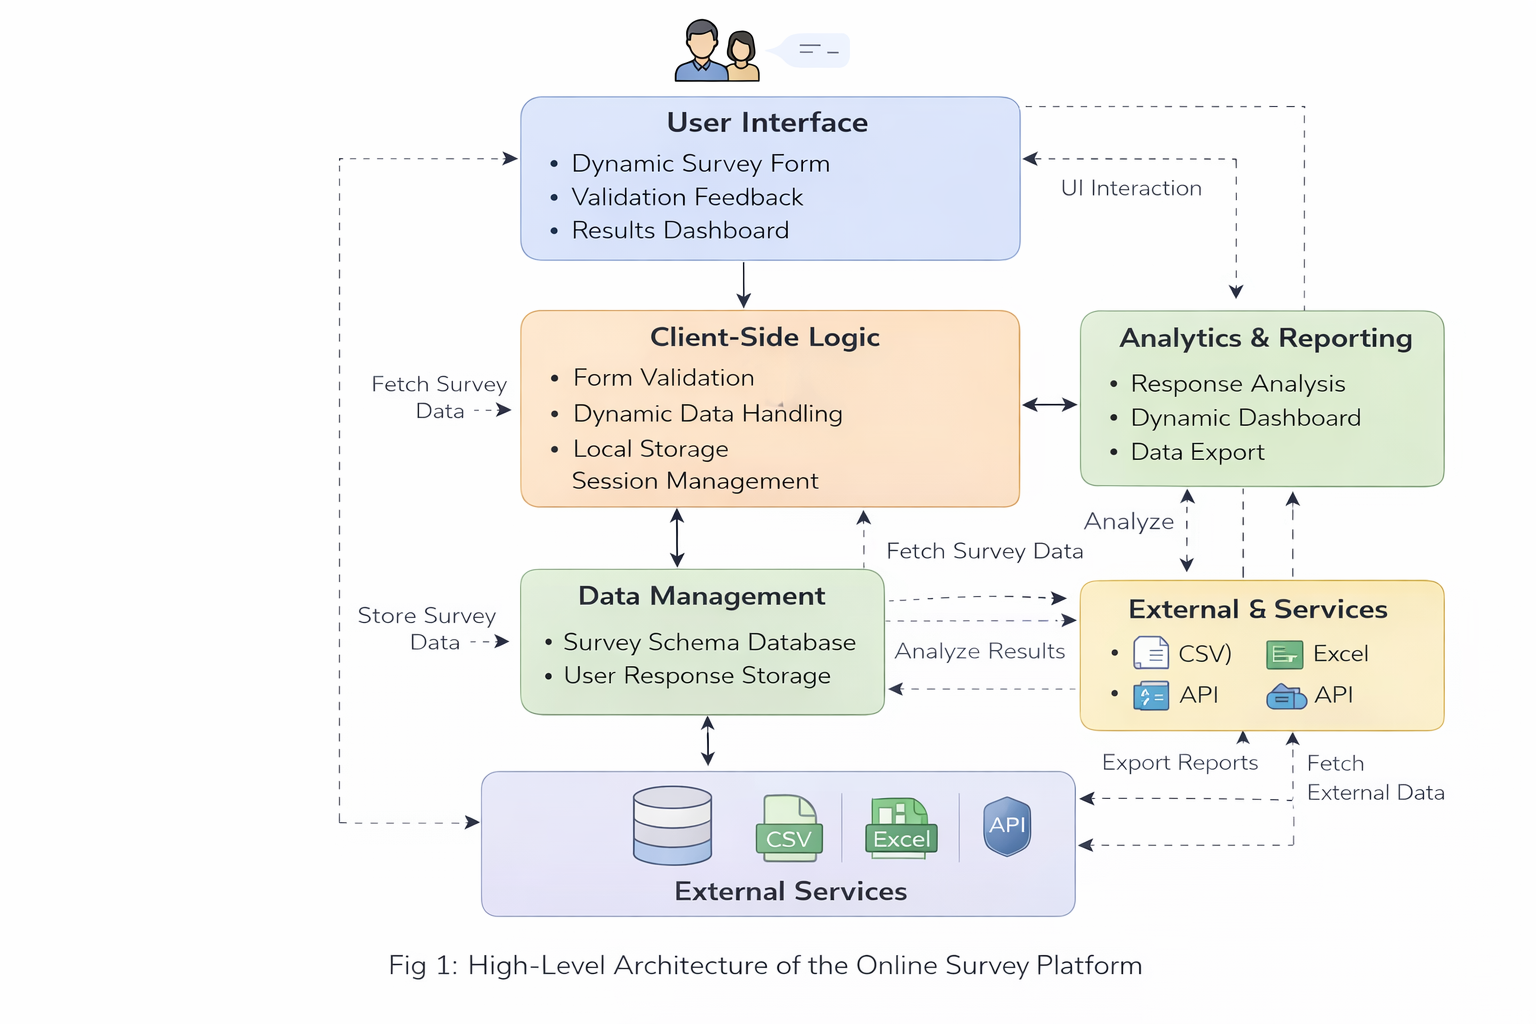 User Interface
• Dynamic Survey Form
• Validation Feedback
• Results Dashboard
UI Interaction
Client-Side Logic
• Form Validation
• Dynamic Data Handling
• Local Storage
Session Management
Fetch Survey
Data
Analytics & Reporting
• Response Analysis
• Dynamic Dashboard
• Data Export
Analyze
Fetch Survey Data
Data Management
• Survey Schema Database
• User Response Storage
Store Survey
Data
Analyze Results
External & Services
• CSV) Excel
• API API
Export Reports
Fetch
External Data
CSV
Excel
API
External Services
Fig 1: High-Level Architecture of the Online Survey Platform